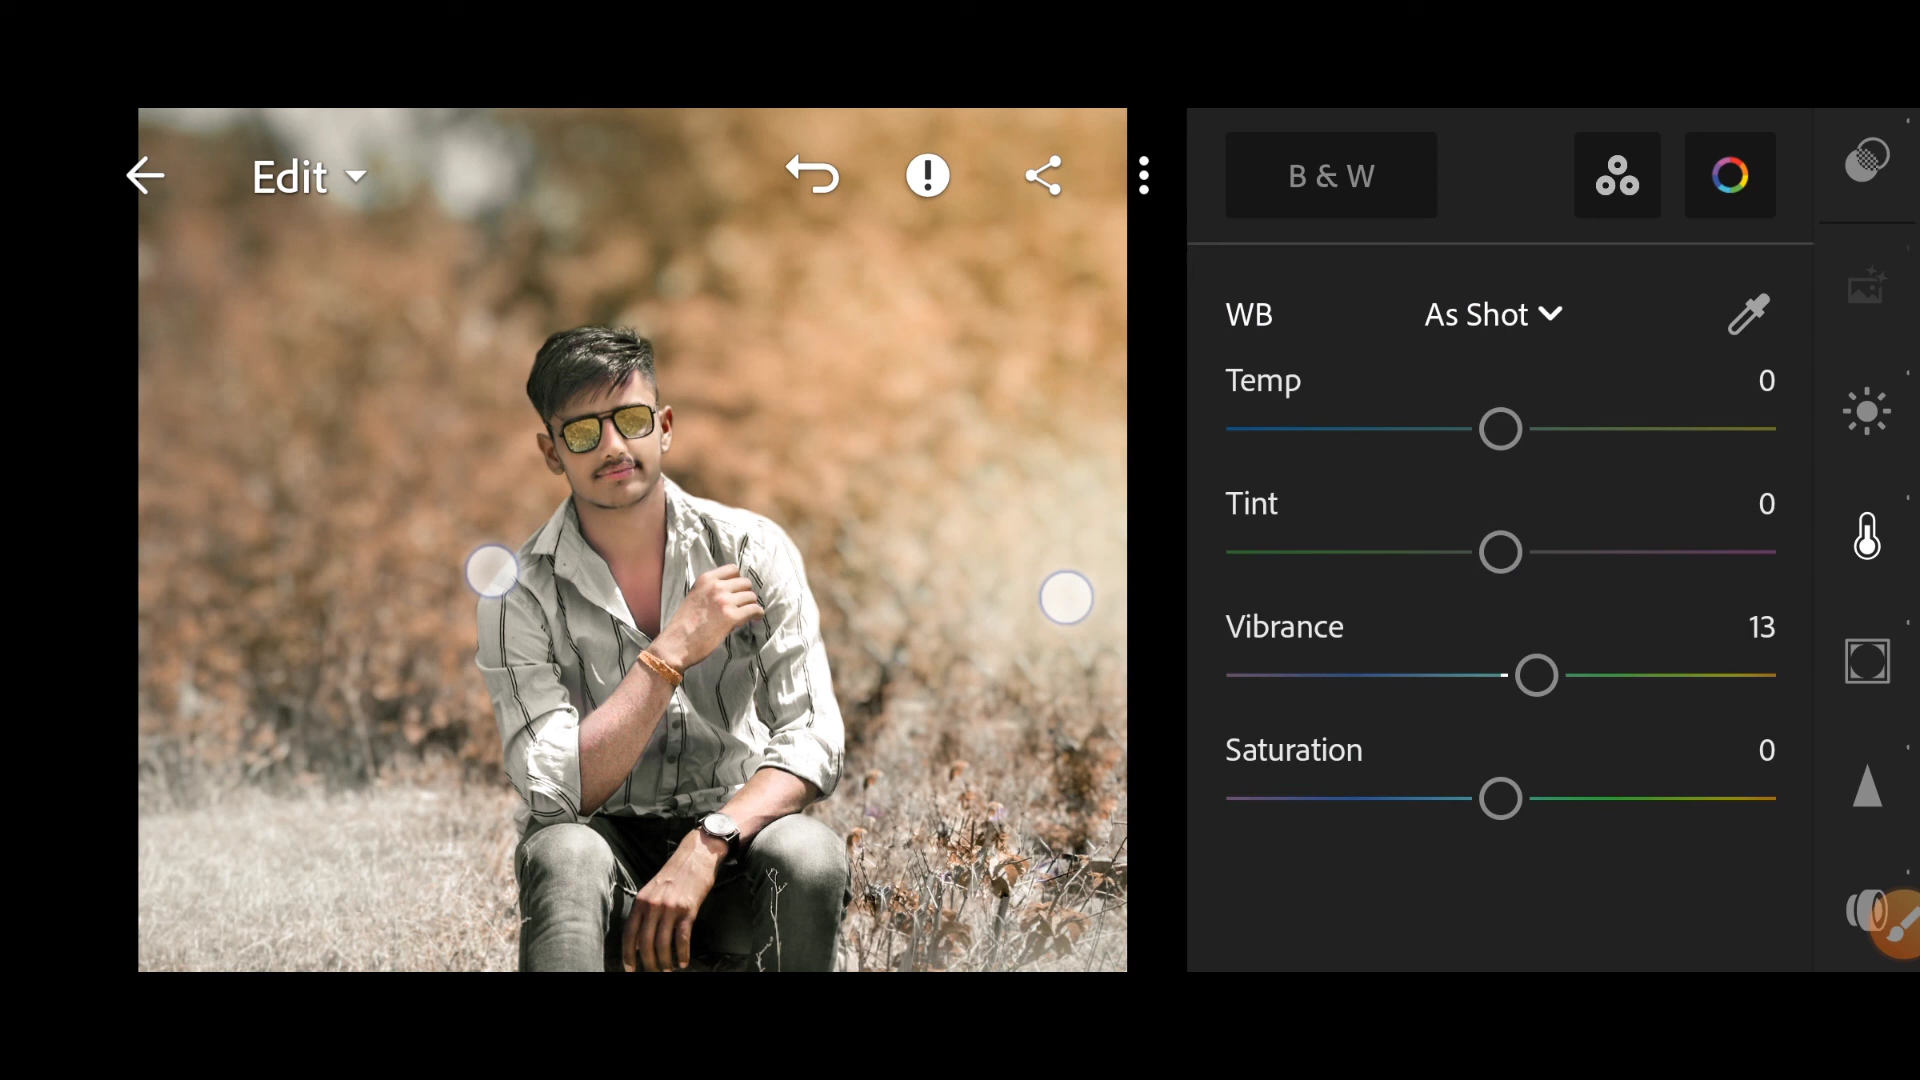 Edit
B & W
WB As Shot
Temp 0
Tint 0
Vibrance 13
Saturation 0